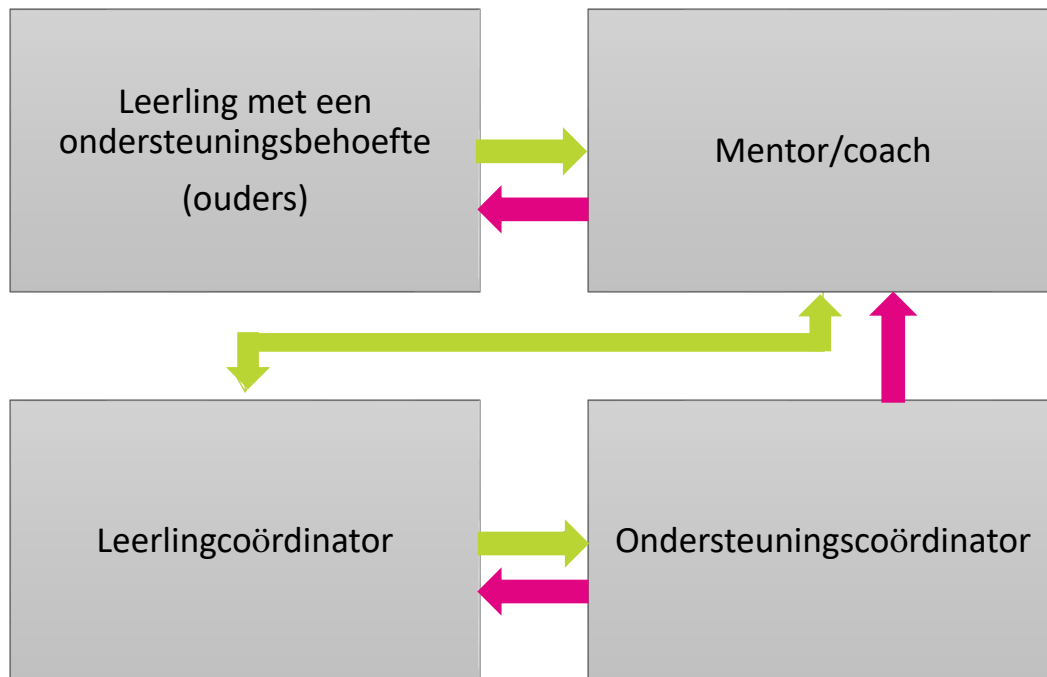 Leerling met een
ondersteuningsbehoefte
(ouders)
Mentor/coach
Leerlingcoördinator
Ondersteuningscoördinator